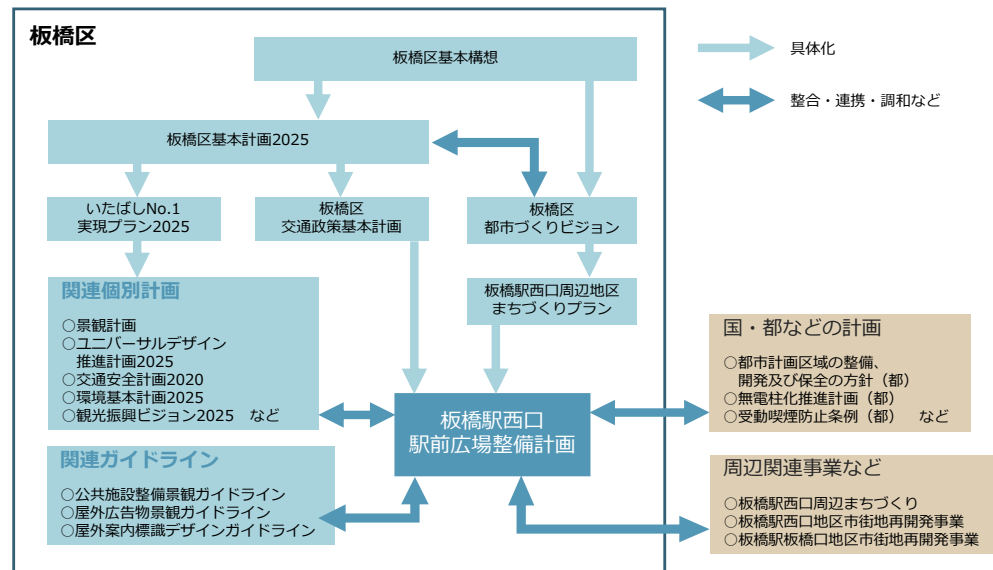 板橋区
板橋区基本構想
具体化
整合・連携・調和など
板橋区基本計画2025
いたばしNo.1
実現プラン2025
板橋区
交通政策基本計画
板橋区
都市づくりビジョン
関連個別計画
○景観計画
○ユニバーサルデザイン
推進計画2025
○交通安全計画2020
○環境基本計画2025
○観光振興ビジョン2025 など
板橋駅西口周辺地区
まちづくりプラン
国・都などの計画
○都市計画区域の整備、
開発及び保全の方針（都）
○無電柱化推進計画（都）
○受動喫煙防止条例（都） など
板橋駅西口
駅前広場整備計画
関連ガイドライン
○公共施設整備景観ガイドライン
○屋外広告物景観ガイドライン
○屋外案内標識デザインガイドライン
周辺関連事業など
○板橋駅西口周辺まちづくり
○板橋駅西口地区市街地再開発事業
○板橋駅板橋口地区市街地再開発事業